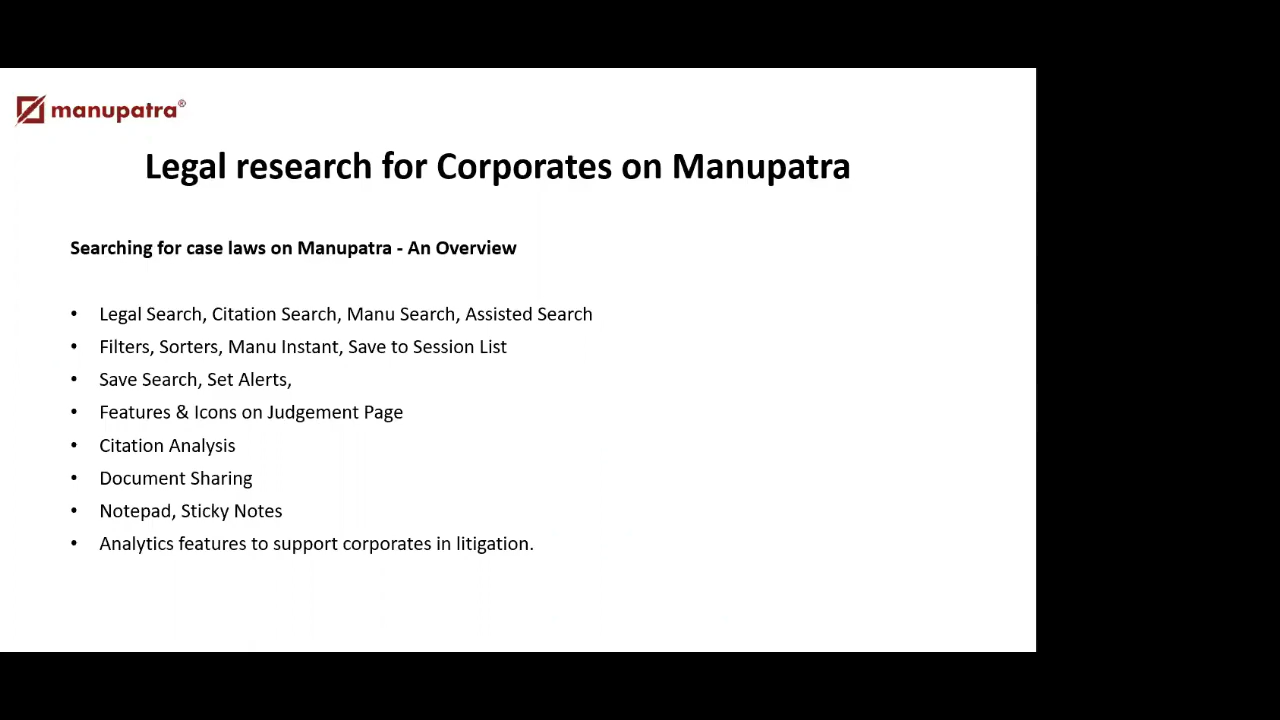 manupatra®
Legal research for Corporates on Manupatra
Searching for case laws on Manupatra - An Overview
• Legal Search, Citation Search, Manu Search, Assisted Search
• Filters, Sorters, Manu Instant, Save to Session List
• Save Search, Set Alerts,
• Features & Icons on Judgement Page
• Citation Analysis
• Document Sharing
• Notepad, Sticky Notes
• Analytics features to support corporates in litigation.